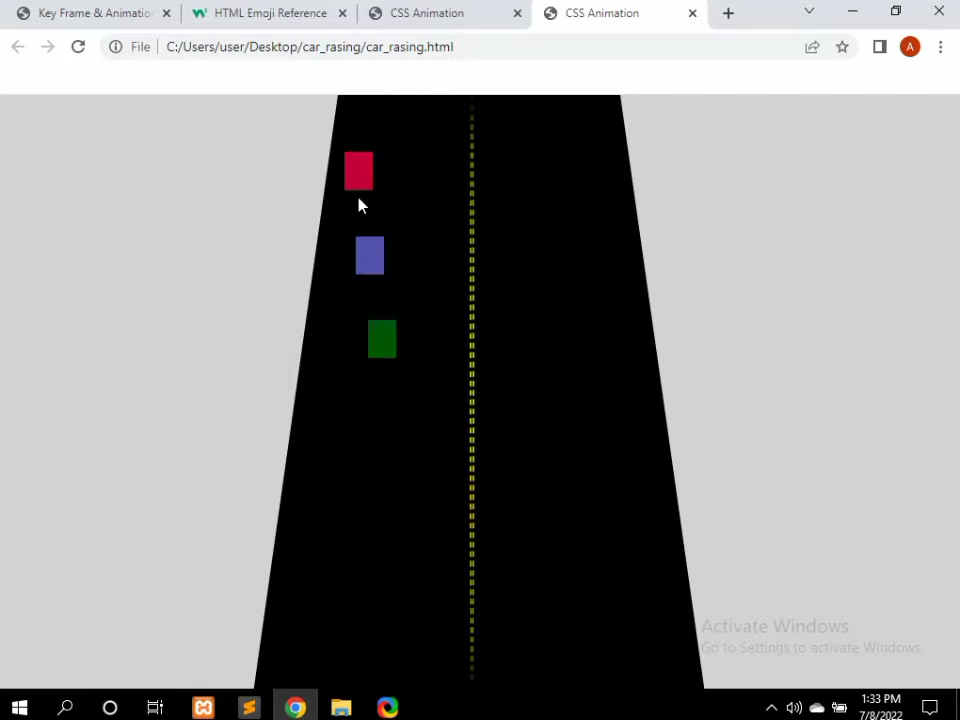 Key Frame & Animation
HTML Emoji Reference
CSS Animation
CSS Animation
File
C:/Users/user/Desktop/car_rasing/car_rasing.html
A
Activate Windows
Go to Settings to activate Windows.
1:33 PM
7/8/2022